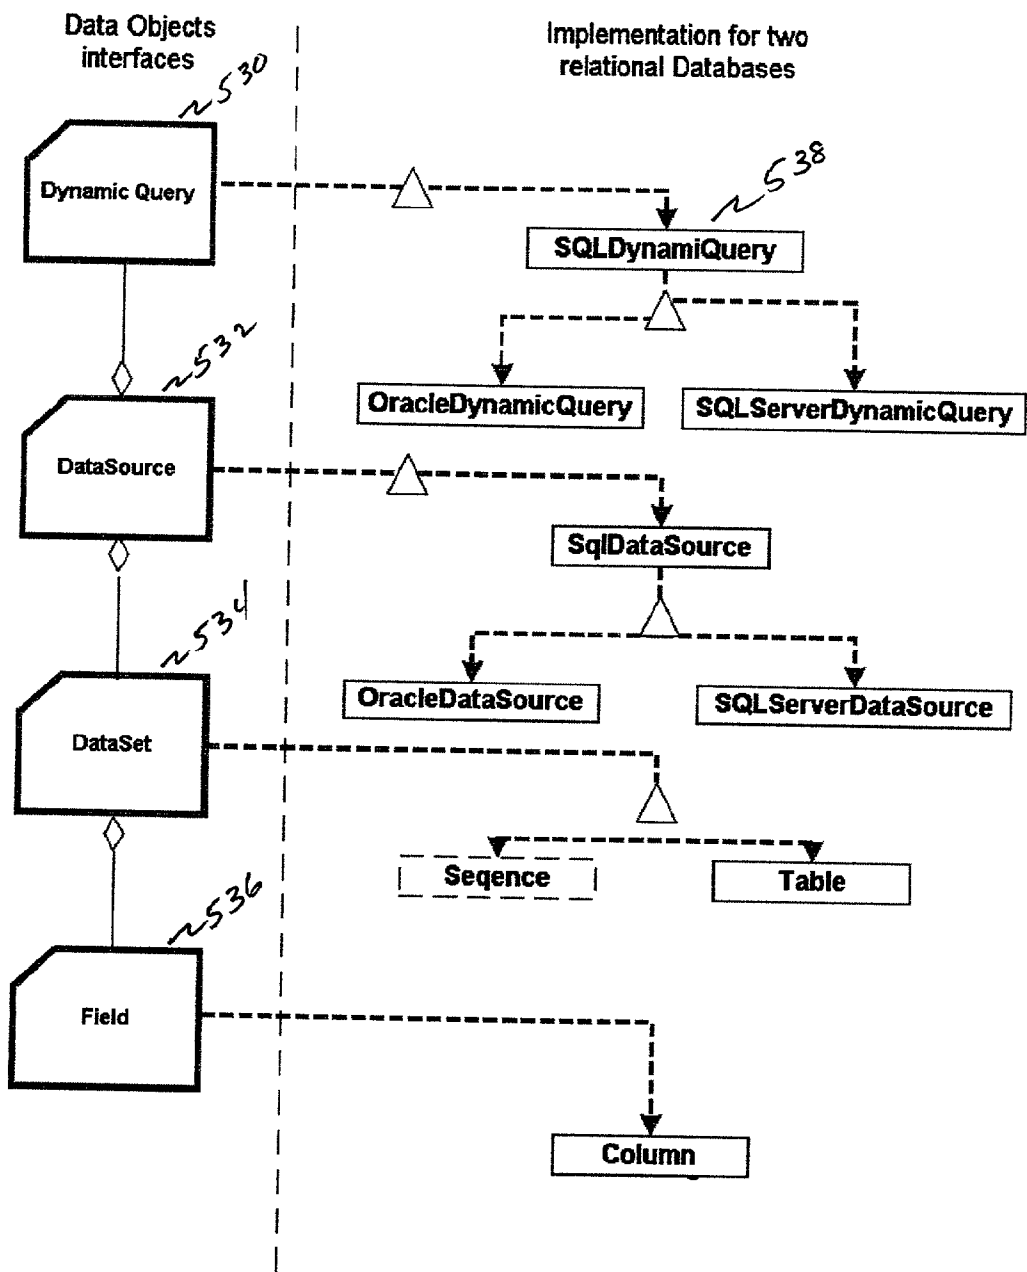 Data Objects
interfaces
Implementation for two
relational Databases
~530
Dynamic Query
~538
SQLDynamiQuery
~532
OracleDynamicQuery
SQLServerDynamicQuery
DataSource
SqlDataSource
~534
OracleDataSource
SQLServerDataSource
DataSet
Seqence
Table
~536
Field
Column